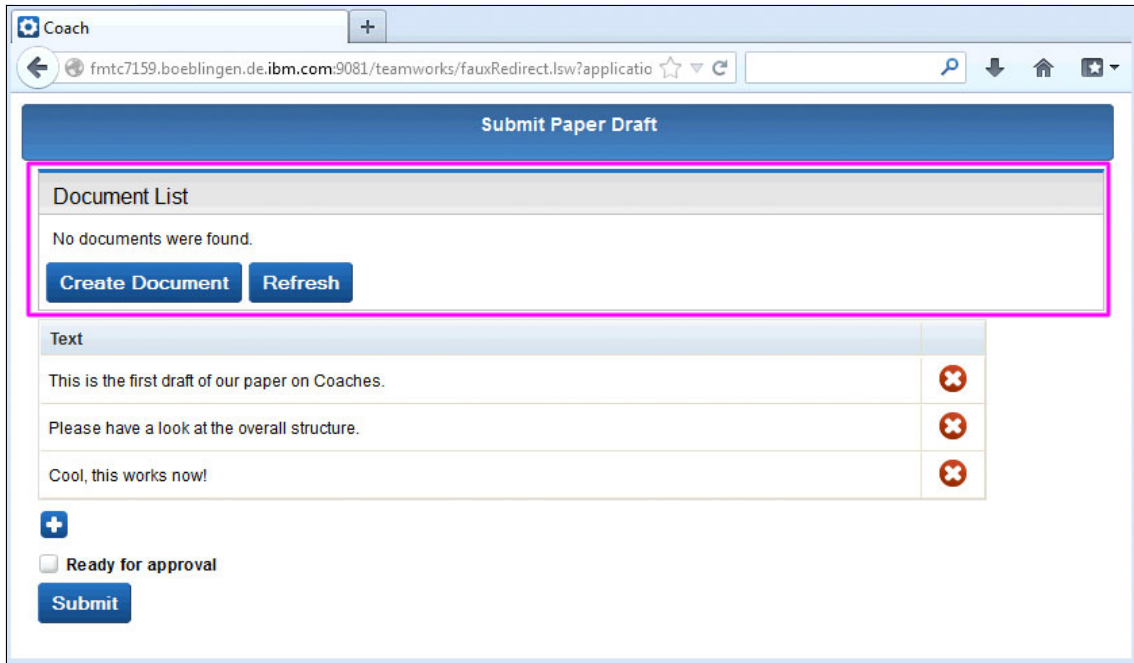 Coach
fmtc7159.boeblingen.de.ibm.com:9081/teamworks/fauxRedirect.lsw?applicatio
Submit Paper Draft
Document List
No documents were found.
Create Document Refresh
Text
This is the first draft of our paper on Coaches.
Please have a look at the overall structure.
Cool, this works now!
Ready for approval
Submit